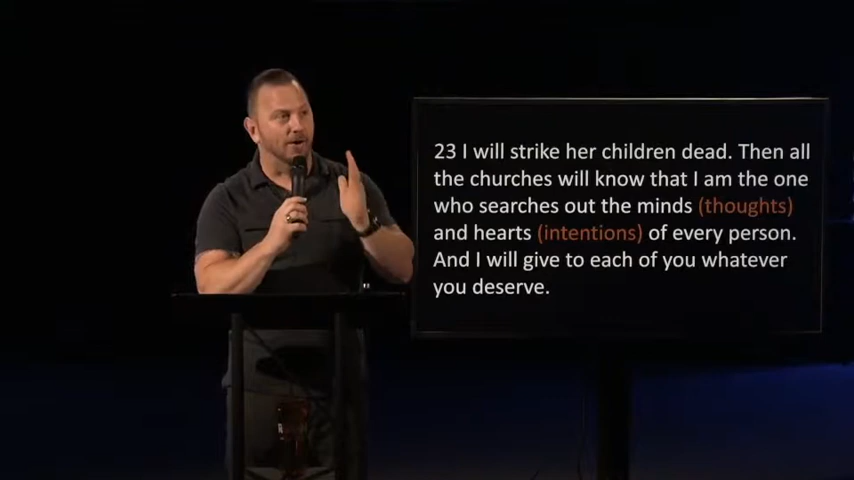 23 I will strike her children dead. Then all
the churches will know that I am the one
who searches out the minds (thoughts)
and hearts (intentions) of every person.
And I will give to each of you whatever
you deserve.